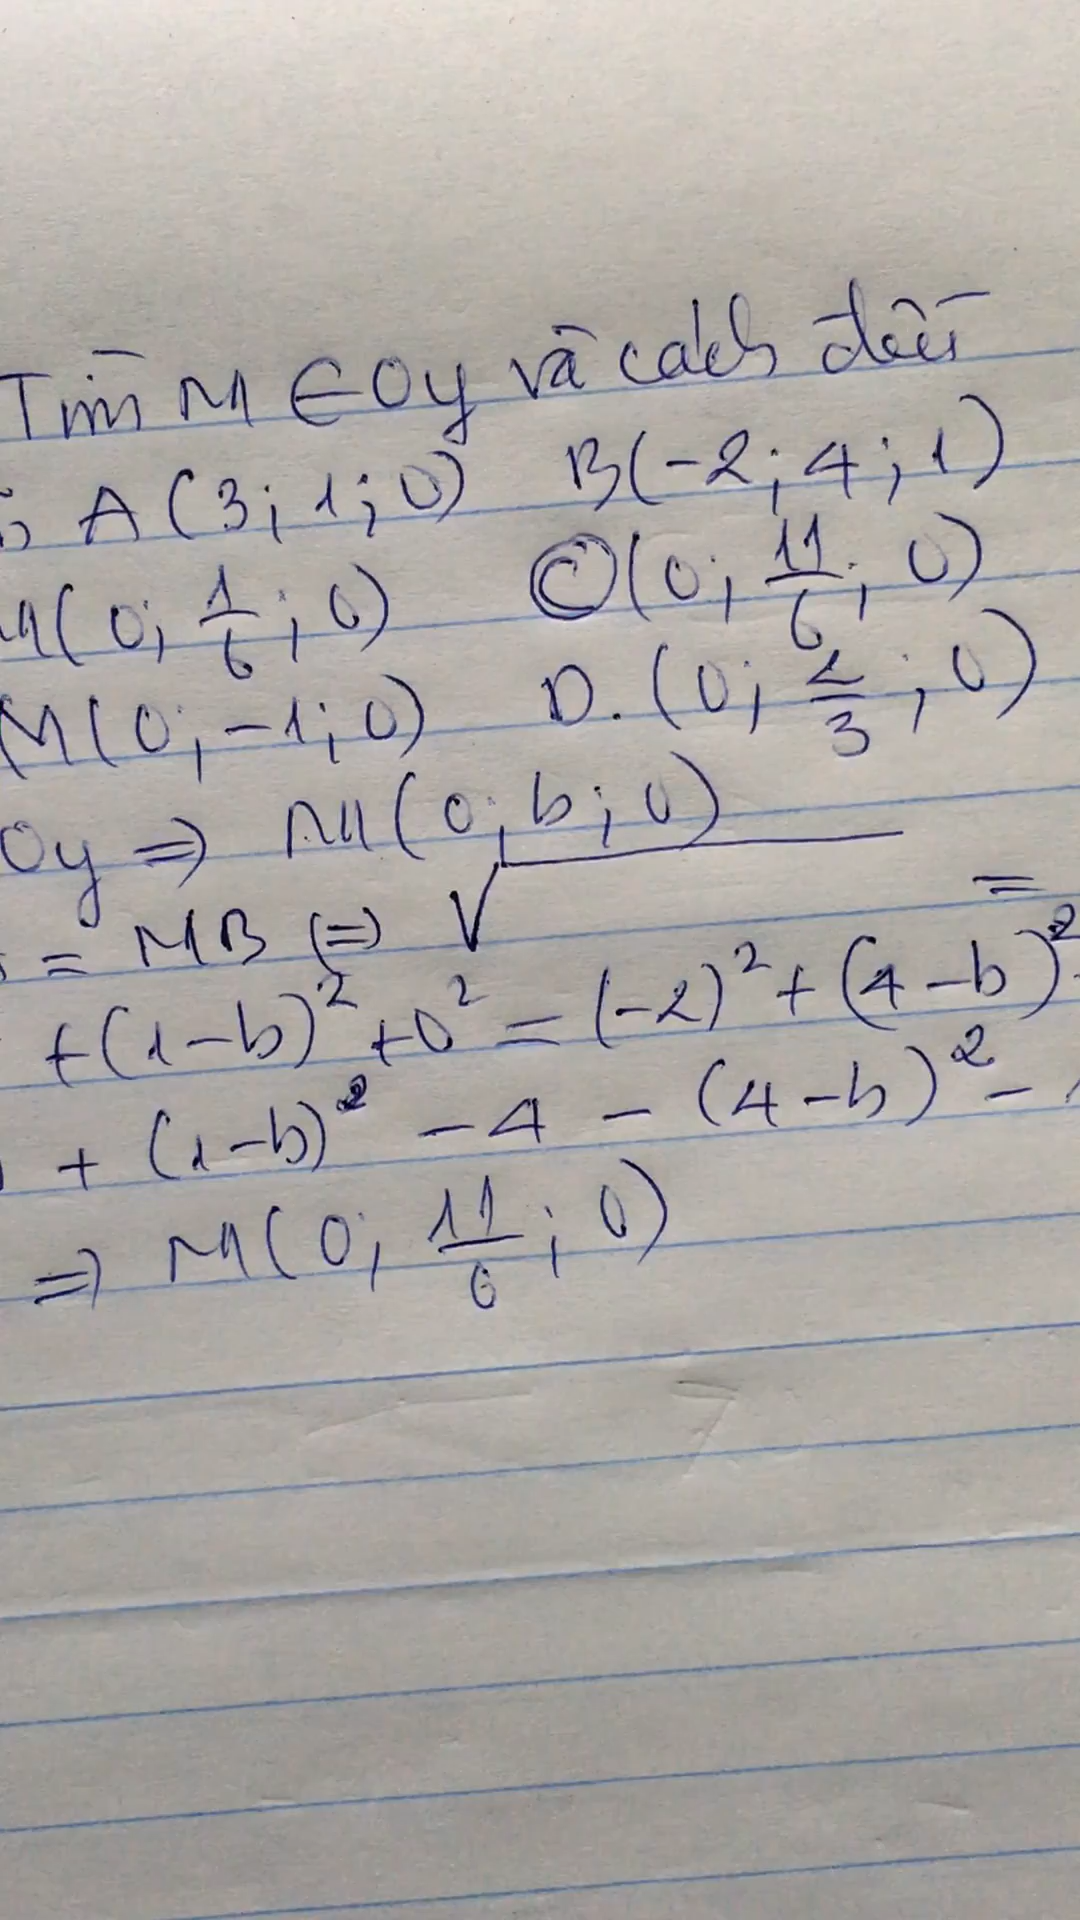 Tìm M ∈ Oy và cách đều
A(3; 1; 0) B(-2; 4; 1)
M(0; 1/6; 0) C(0; 11/6; 0)
M(0; -1; 0) D. (0; 2/3; 0)
Oy => M(0; b; 0)
= MB <=> √ =
+(1-b)² + 0² = (-2)² + (4-b)²
+ (1-b)² - 4 - (4-b)² -
=> M(0; 11/6; 0)